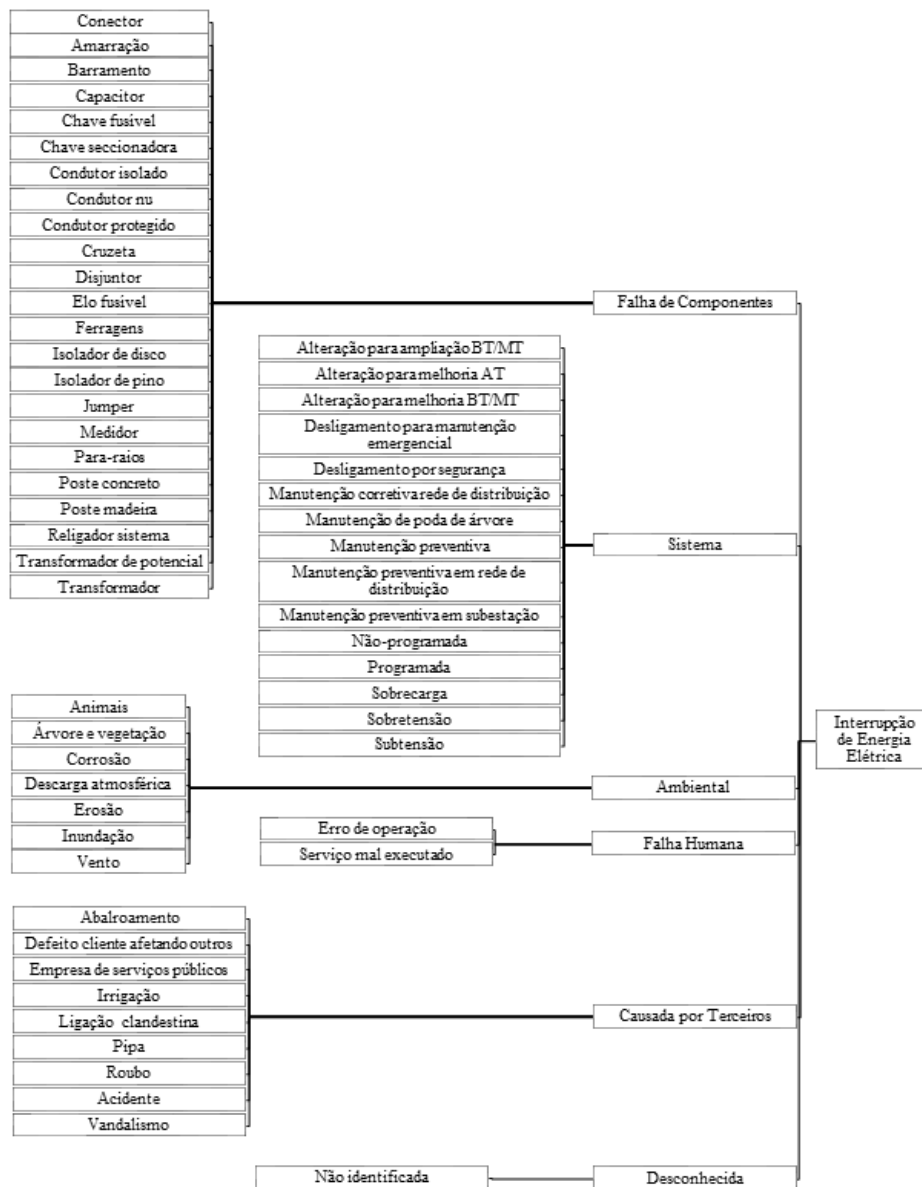 Conector
Amarração
Barramento
Capacitor
Chave fusível
Chave seccionadora
Condutor isolado
Condutor nu
Condutor protegido
Cruzeta
Disjuntor
Elo fusível
Ferragens
Isolador de disco
Isolador de pino
Jumper
Medidor
Para-raios
Poste concreto
Poste madeira
Religador sistema
Transformador de potencial
Transformador
Falha de Componentes
Alteração para ampliação BT/MT
Alteração para melhoria AT
Alteração para melhoria BT/MT
Desligamento para manutenção
emergencial
Desligamento por segurança
Manutenção corretiva rede de distribuição
Manutenção de poda de árvore
Manutenção preventiva
Manutenção preventiva em rede de
distribuição
Manutenção preventiva em subestação
Não-programada
Programada
Sobrecarga
Sobretensão
Subtensão
Sistema
Animais
Árvore e vegetação
Corrosão
Descarga atmosférica
Erosão
Inundação
Vento
Ambiental
Erro de operação
Serviço mal executado
Falha Humana
Abalroamento
Defeito cliente afetando outros
Empresa de serviços públicos
Irrigação
Ligação clandestina
Pipa
Roubo
Acidente
Vandalismo
Causada por Terceiros
Não identificada
Desconhecida
Interrupção
de Energia
Elétrica